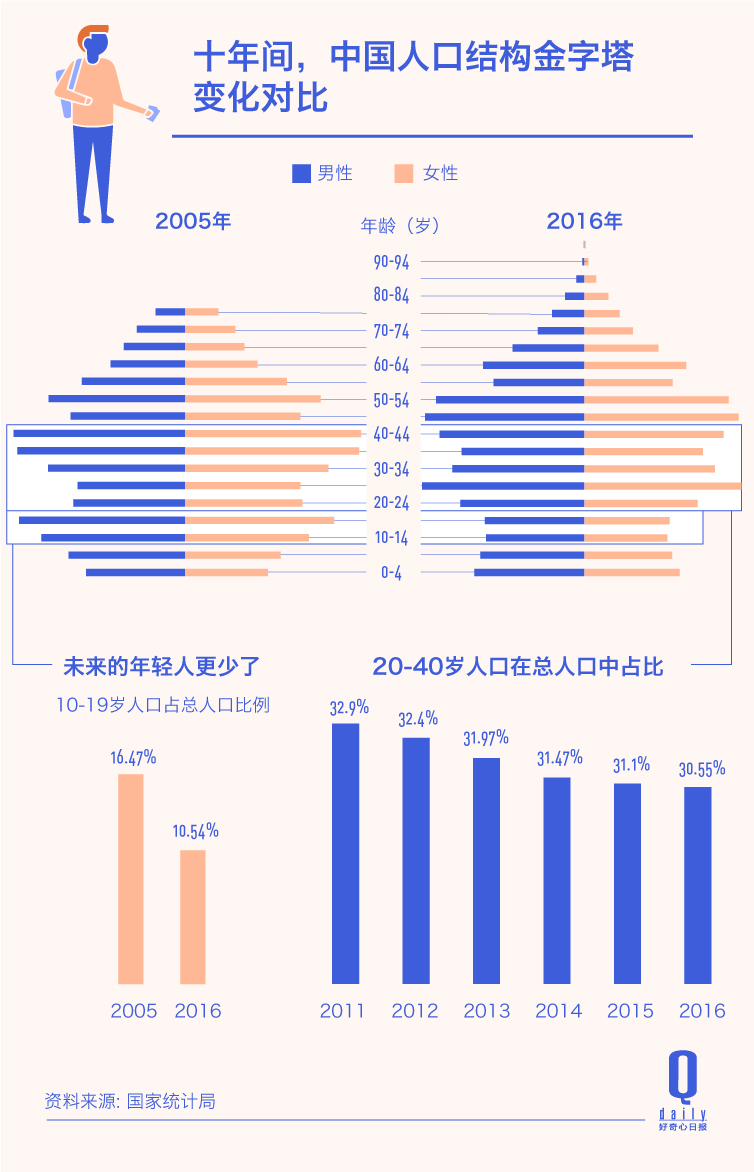 十年间，中国人口结构金字塔
变化对比
男性 女性
2005年 年龄（岁） 2016年
90-94
80-84
70-74
60-64
50-54
40-44
30-34
20-24
10-14
0-4
未来的年轻人更少了
10-19岁人口占总人口比例
16.47%
10.54%
2005 2016
20-40岁人口在总人口中占比
32.9%
32.4%
31.97%
31.47%
31.1%
30.55%
2011 2012 2013 2014 2015 2016
资料来源: 国家统计局
Q
daily
好奇心日报